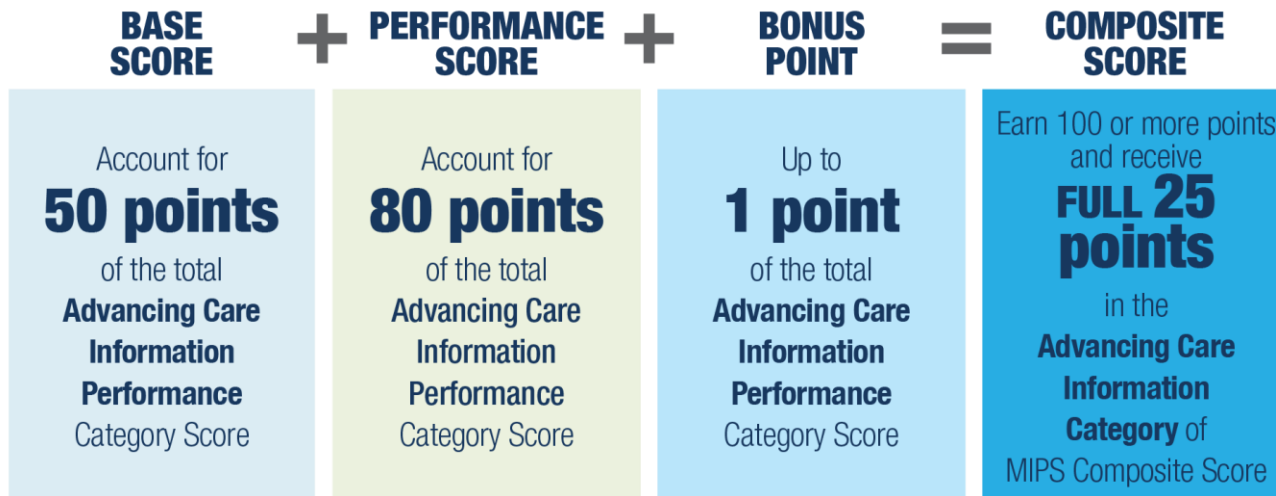 BASE
SCORE
+
PERFORMANCE
SCORE
+
BONUS
POINT
=
COMPOSITE
SCORE
Account for
50 points
of the total
Advancing Care
Information
Performance
Category Score
Account for
80 points
of the total
Advancing Care
Information
Performance
Category Score
Up to
1 point
of the total
Advancing Care
Information
Performance
Category Score
Earn 100 or more points
and receive
FULL 25
points
in the
Advancing Care
Information
Category of
MIPS Composite Score